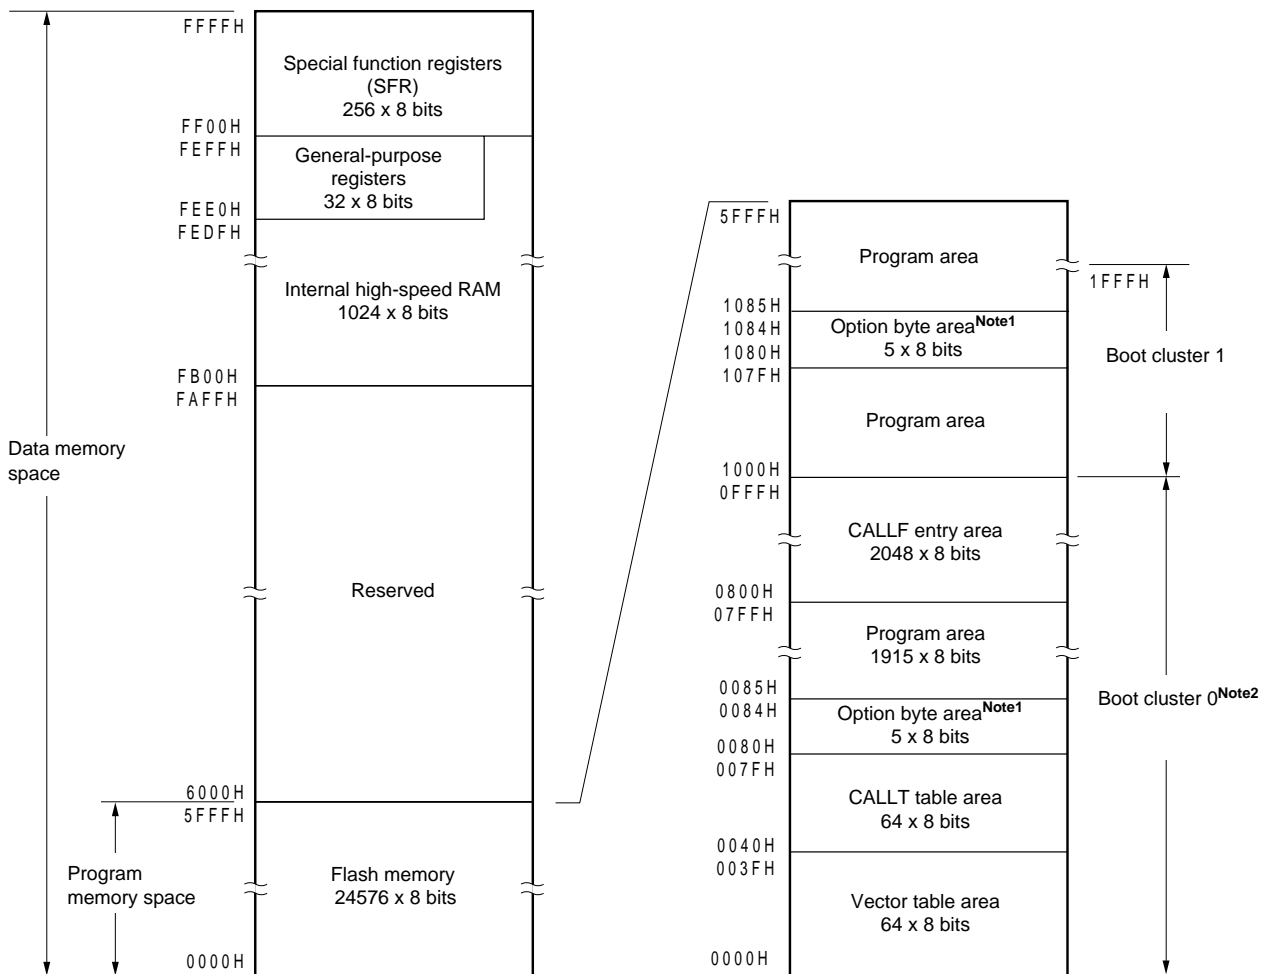 FFFFH
Special function registers
(SFR)
256 x 8 bits
FF00H
FEFFH
General-purpose
registers
32 x 8 bits
FEE0H
FEDFH
Internal high-speed RAM
1024 x 8 bits
FB00H
FAFFH
Data memory
space
Reserved
6000H
5FFFH
Program
memory space
Flash memory
24576 x 8 bits
0000H
5FFFH
Program area
1FFFH
1085H
1084H
Option byte areaNote1
5 x 8 bits
1080H
107FH
Boot cluster 1
Program area
1000H
0FFFH
CALLF entry area
2048 x 8 bits
0800H
07FFH
Program area
1915 x 8 bits
0085H
0084H
Boot cluster 0Note2
Option byte areaNote1
5 x 8 bits
0080H
007FH
CALLT table area
64 x 8 bits
0040H
003FH
Vector table area
64 x 8 bits
0000H